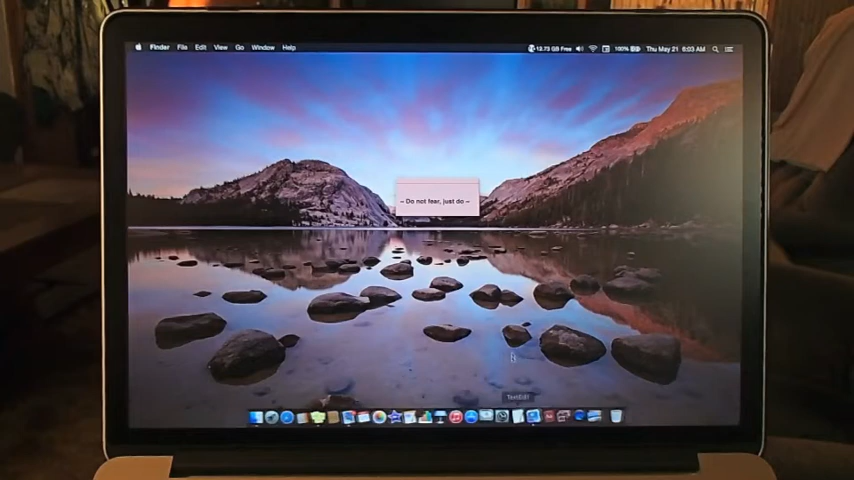 Finder File Edit View Go Window Help
13.73 GB Free 100% Thu May 21 6:03 AM
~ Do not fear, just do ~
TextEdit